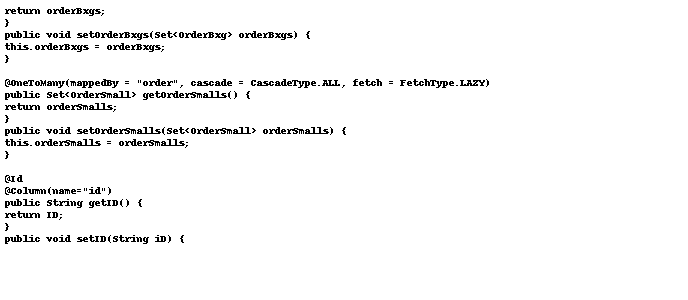 return orderBxgs;
}
public void setOrderBxgs(Set<OrderBxg> orderBxgs) {
this.orderBxgs = orderBxgs;
}
@OneToMany(mappedBy = "order", cascade = CascadeType.ALL, fetch = FetchType.LAZY)
public Set<OrderSmall> getOrderSmalls() {
return orderSmalls;
}
public void setOrderSmalls(Set<OrderSmall> orderSmalls) {
this.orderSmalls = orderSmalls;
}
@Id
@Column(name="id")
public String getID() {
return ID;
}
public void setID(String iD) {